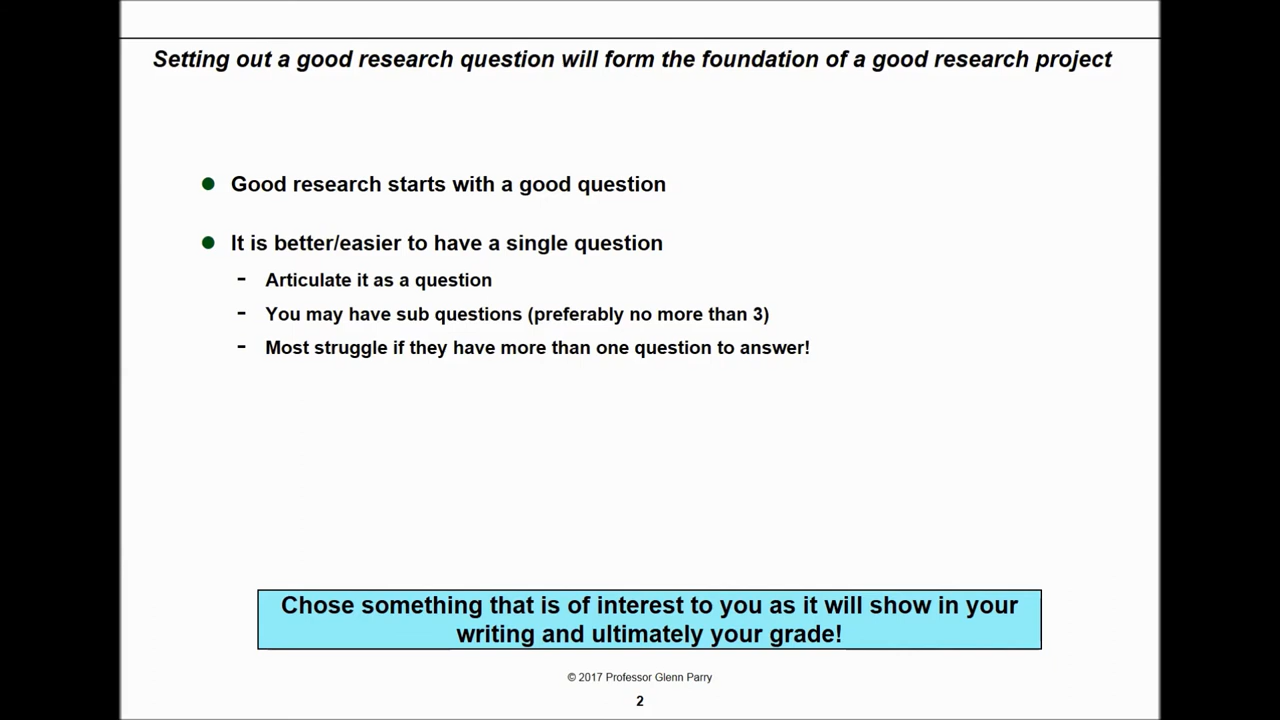 Setting out a good research question will form the foundation of a good research project
● Good research starts with a good question
● It is better/easier to have a single question
- Articulate it as a question
- You may have sub questions (preferably no more than 3)
- Most struggle if they have more than one question to answer!
Chose something that is of interest to you as it will show in your
writing and ultimately your grade!
© 2017 Professor Glenn Parry
2